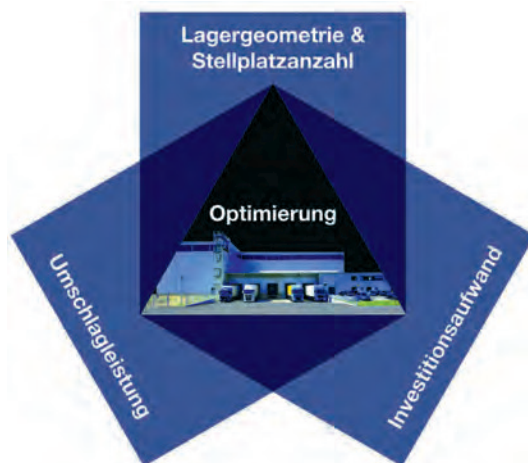 Lagergeometrie &
Stellplatzanzahl
Optimierung
Umschlagleistung
Investitionsaufwand